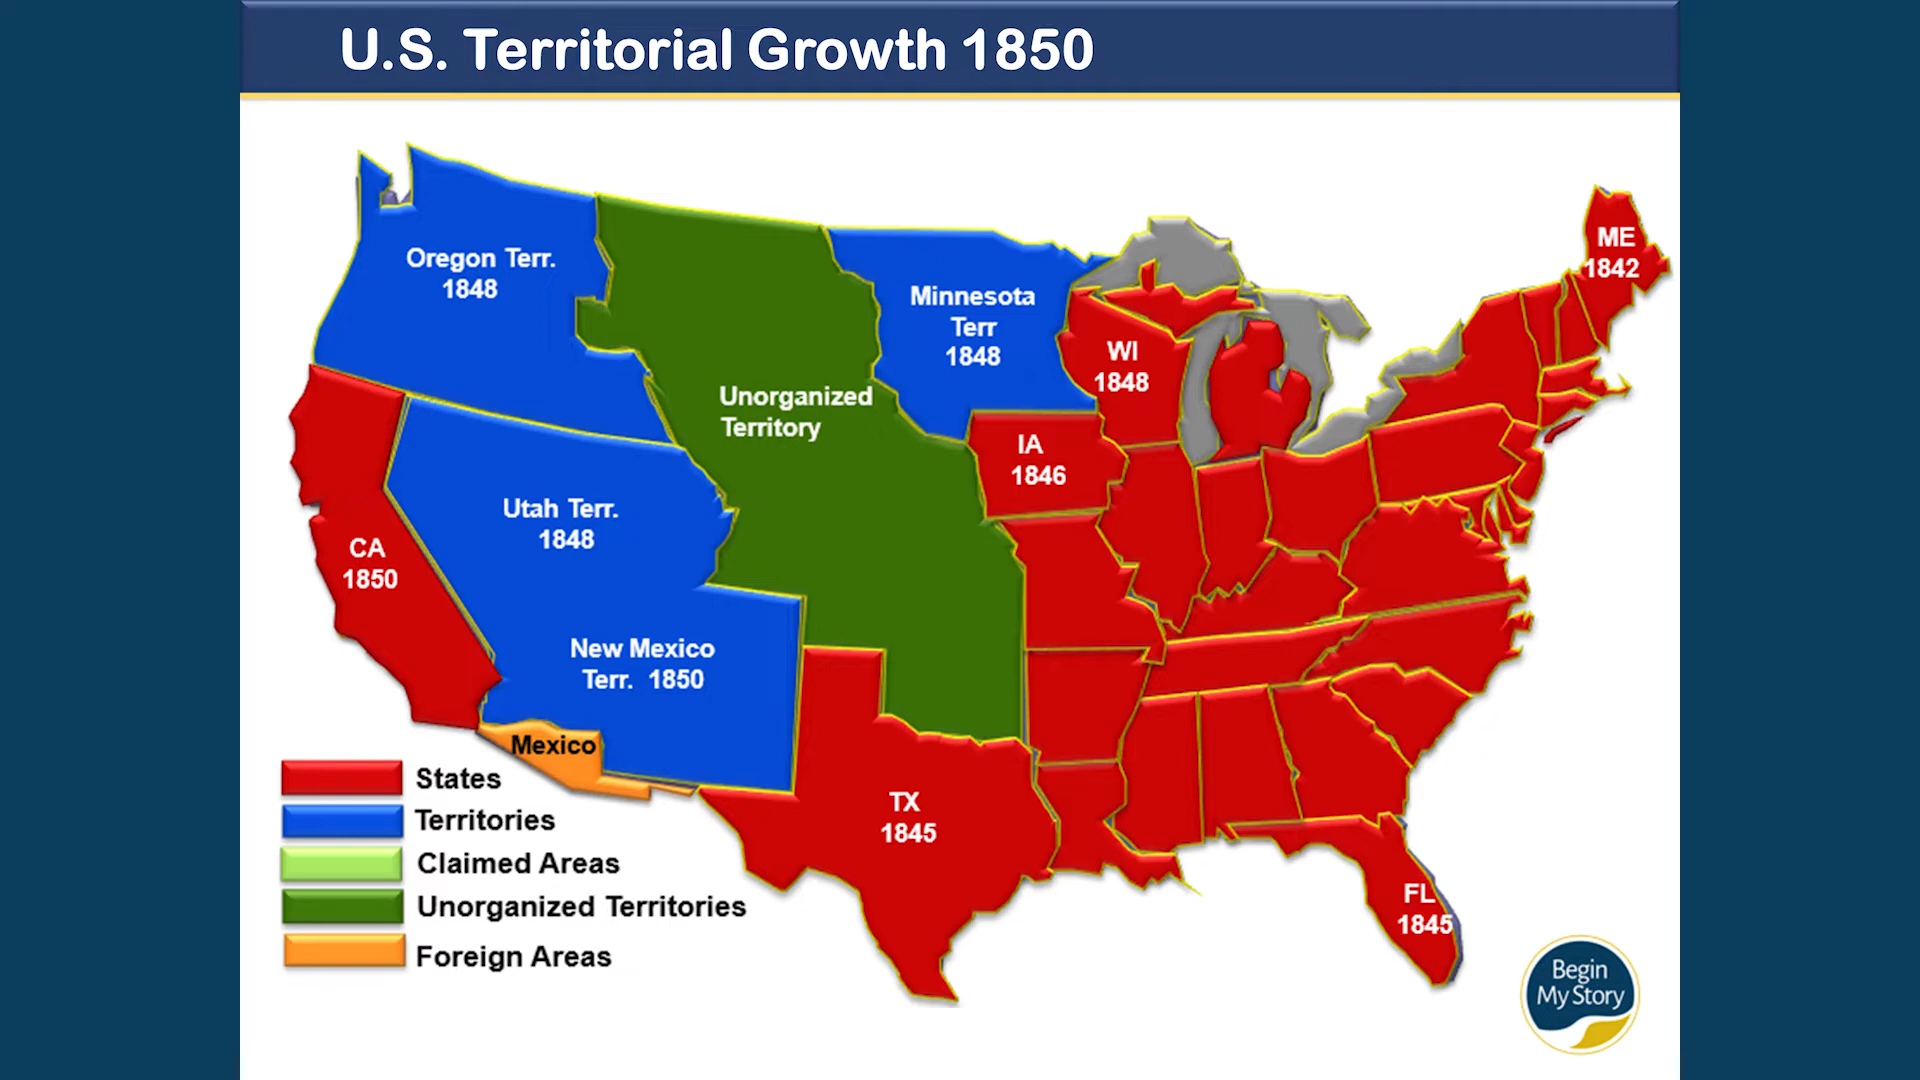 U.S. Territorial Growth 1850
ME
1842
Oregon Terr.
1848
Minnesota
Terr
1848
WI
1848
Unorganized
Territory
IA
1846
Utah Terr.
1848
CA
1850
New Mexico
Terr. 1850
Mexico
TX
1845
FL
1845
States
Territories
Claimed Areas
Unorganized Territories
Foreign Areas
Begin
My Story